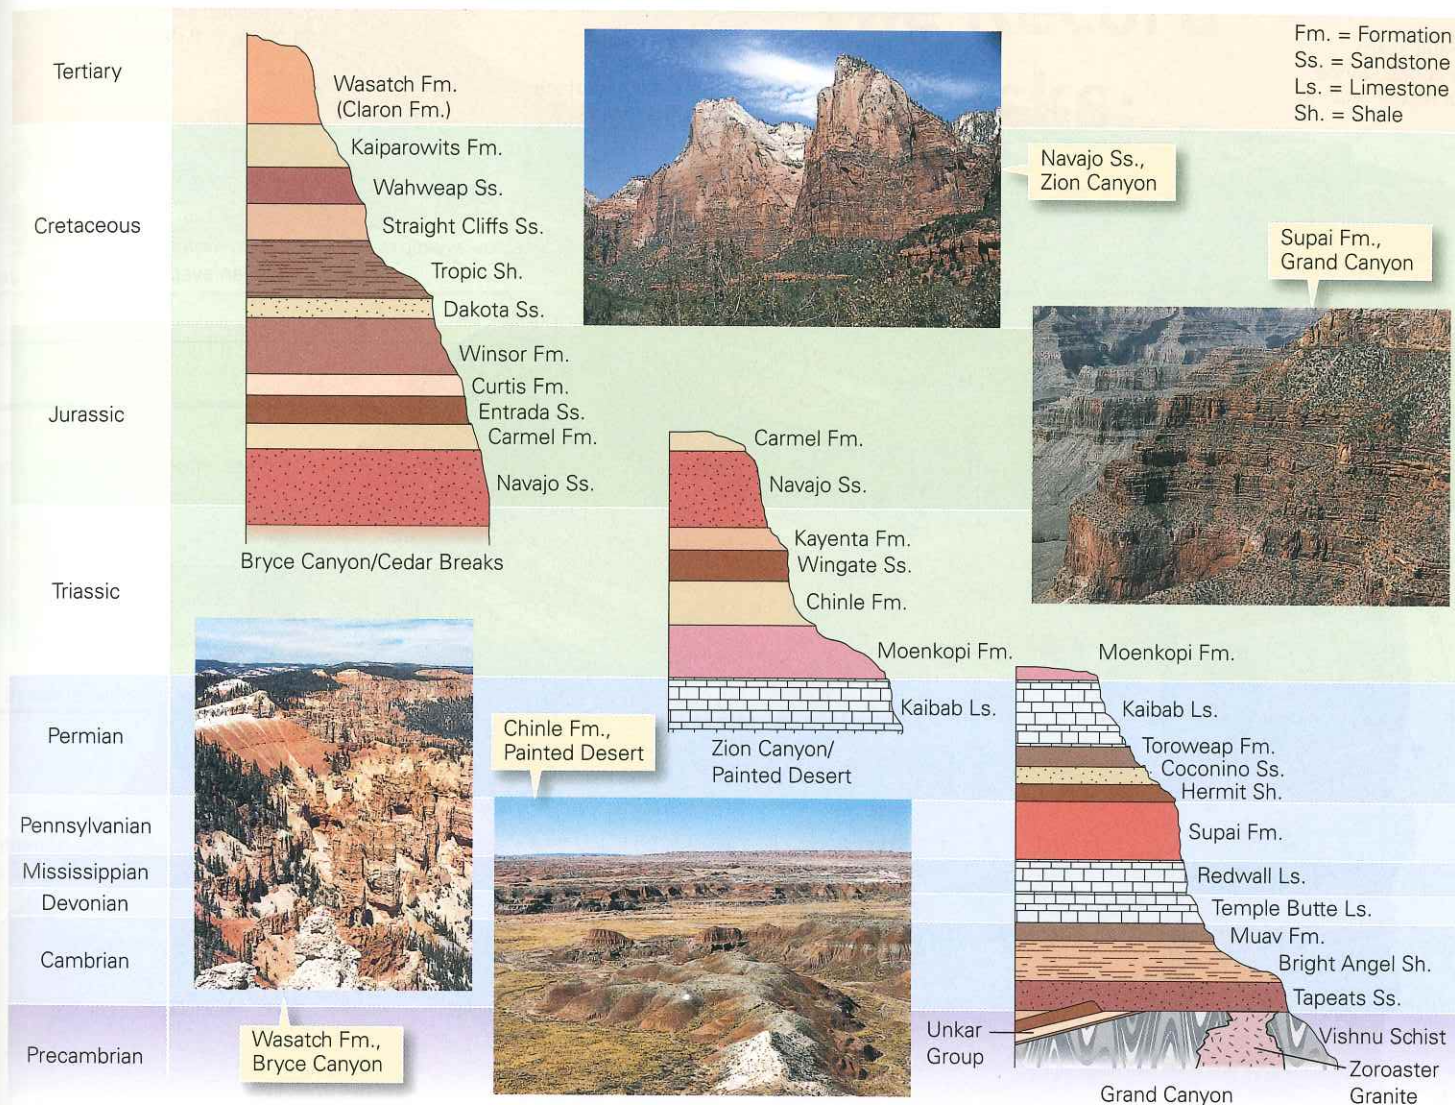 Tertiary
Cretaceous
Jurassic
Triassic
Permian
Pennsylvanian
Mississippian
Devonian
Cambrian
Precambrian
Wasatch Fm.
(Claron Fm.)
Kaiparowits Fm.
Wahweap Ss.
Straight Cliffs Ss.
Tropic Sh.
Dakota Ss.
Winsor Fm.
Curtis Fm.
Entrada Ss.
Carmel Fm.
Navajo Ss.
Bryce Canyon/Cedar Breaks
Fm. = Formation
Ss. = Sandstone
Ls. = Limestone
Sh. = Shale
Navajo Ss.,
Zion Canyon
Supai Fm.,
Grand Canyon
Carmel Fm.
Navajo Ss.
Kayenta Fm.
Wingate Ss.
Chinle Fm.
Moenkopi Fm.
Kaibab Ls.
Zion Canyon/
Painted Desert
Chinle Fm.,
Painted Desert
Wasatch Fm.,
Bryce Canyon
Moenkopi Fm.
Kaibab Ls.
Toroweap Fm.
Coconino Ss.
Hermit Sh.
Supai Fm.
Redwall Ls.
Temple Butte Ls.
Muav Fm.
Bright Angel Sh.
Tapeats Ss.
Unkar
Group
Vishnu Schist
Zoroaster
Granite
Grand Canyon